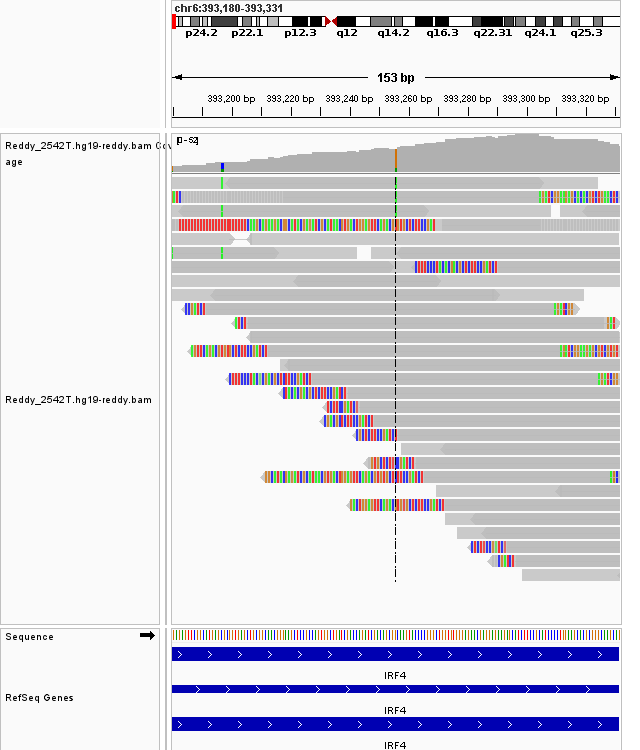 chr6:393,180-393,331
p24.2 p22.1 p12.3 q12 q14.2 q16.3 q22.31 q24.1 q25.3
153 bp
393,200 bp 393,220 bp 393,240 bp 393,260 bp 393,280 bp 393,300 bp 393,320 bp
Reddy_2542T.hg19-reddy.bam Cov
age
[0 - 52]
Reddy_2542T.hg19-reddy.bam
Sequence
IRF4
RefSeq Genes
IRF4
IRF4